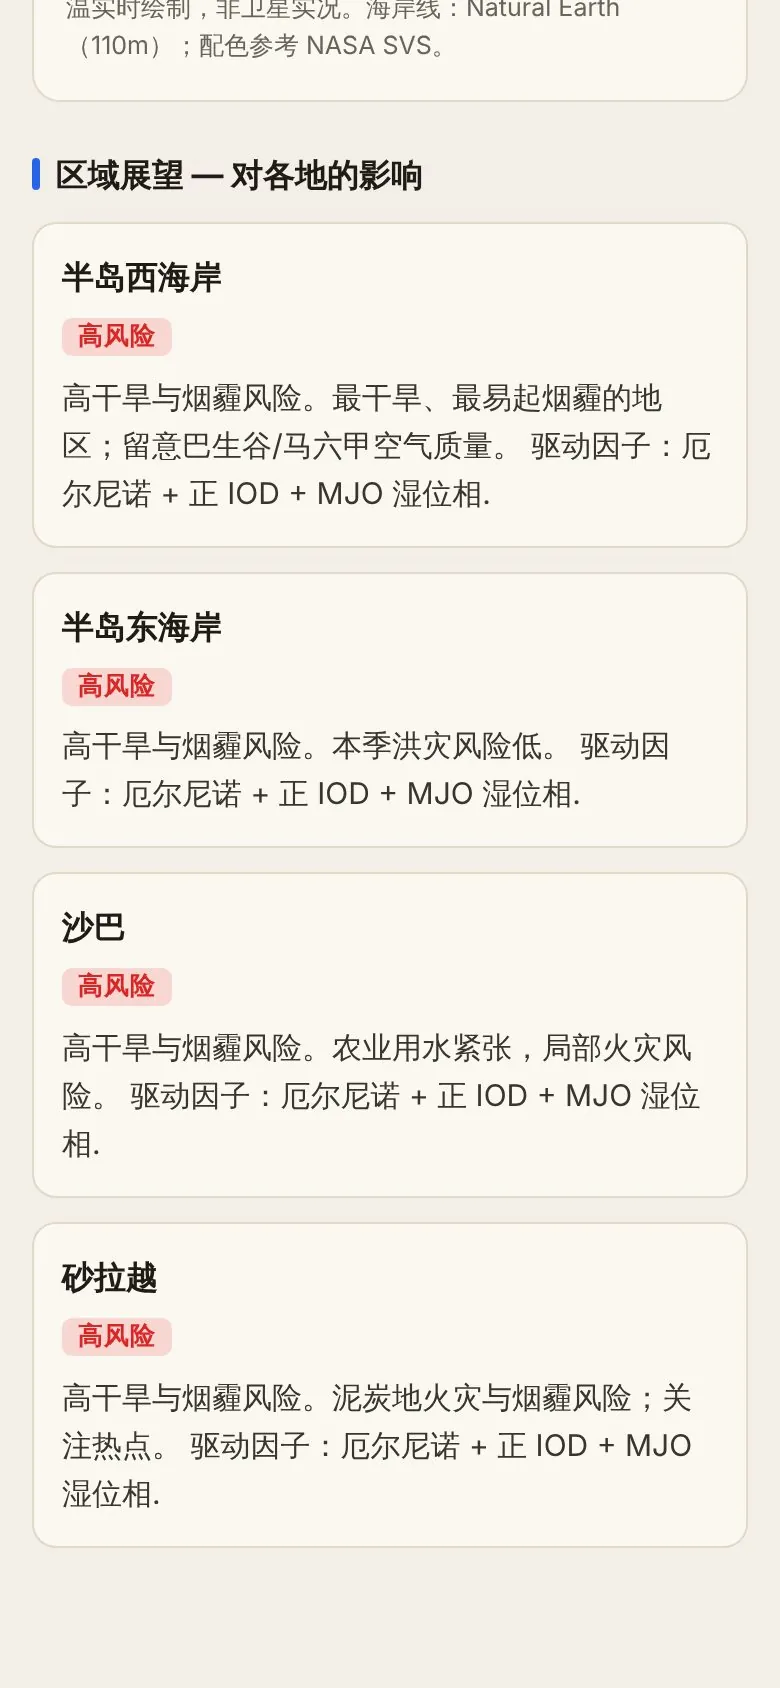 温实时绘制，非卫星实况。海岸线：Natural Earth
（110m）；配色参考 NASA SVS。
区域展望 — 对各地的影响
半岛西海岸
高风险
高干旱与烟霾风险。最干旱、最易起烟霾的地
区；留意巴生谷/马六甲空气质量。 驱动因子：厄
尔尼诺 + 正 IOD + MJO 湿位相.
半岛东海岸
高风险
高干旱与烟霾风险。本季洪灾风险低。 驱动因
子：厄尔尼诺 + 正 IOD + MJO 湿位相.
沙巴
高风险
高干旱与烟霾风险。农业用水紧张，局部火灾风
险。 驱动因子：厄尔尼诺 + 正 IOD + MJO 湿位
相.
砂拉越
高风险
高干旱与烟霾风险。泥炭地火灾与烟霾风险；关
注热点。 驱动因子：厄尔尼诺 + 正 IOD + MJO
湿位相.